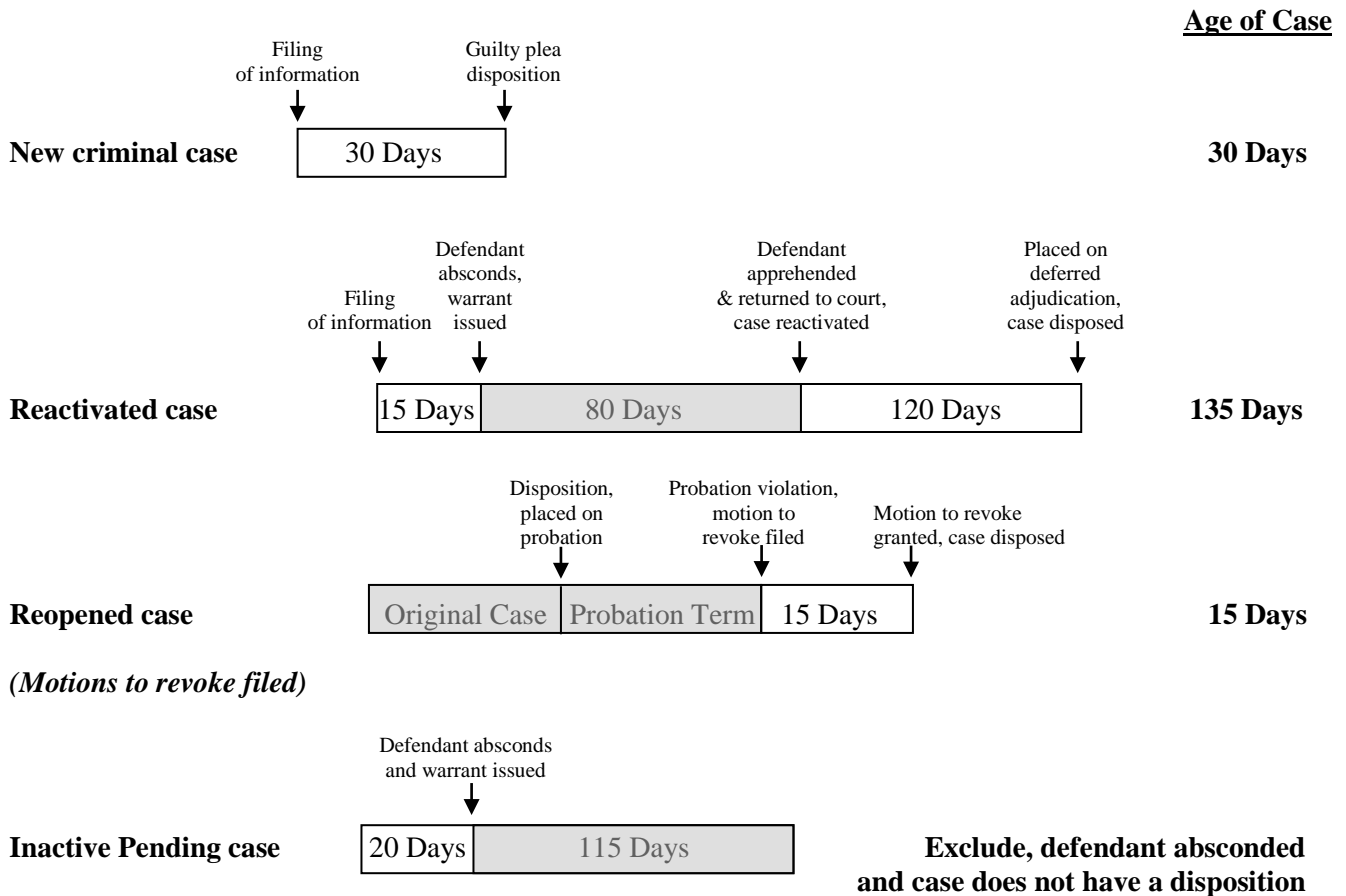 Age of Case
Filing
of information
Guilty plea
disposition
New criminal case
30 Days
30 Days
Filing
of information
Defendant
absconds,
warrant
issued
Defendant
apprehended
& returned to court,
case reactivated
Placed on
deferred
adjudication,
case disposed
Reactivated case
15 Days
80 Days
120 Days
135 Days
Disposition,
placed on
probation
Probation violation,
motion to
revoke filed
Motion to revoke
granted, case disposed
Reopened case
Original Case
Probation Term
15 Days
15 Days
(Motions to revoke filed)
Defendant absconds
and warrant issued
Inactive Pending case
20 Days
115 Days
Exclude, defendant absconded
and case does not have a disposition